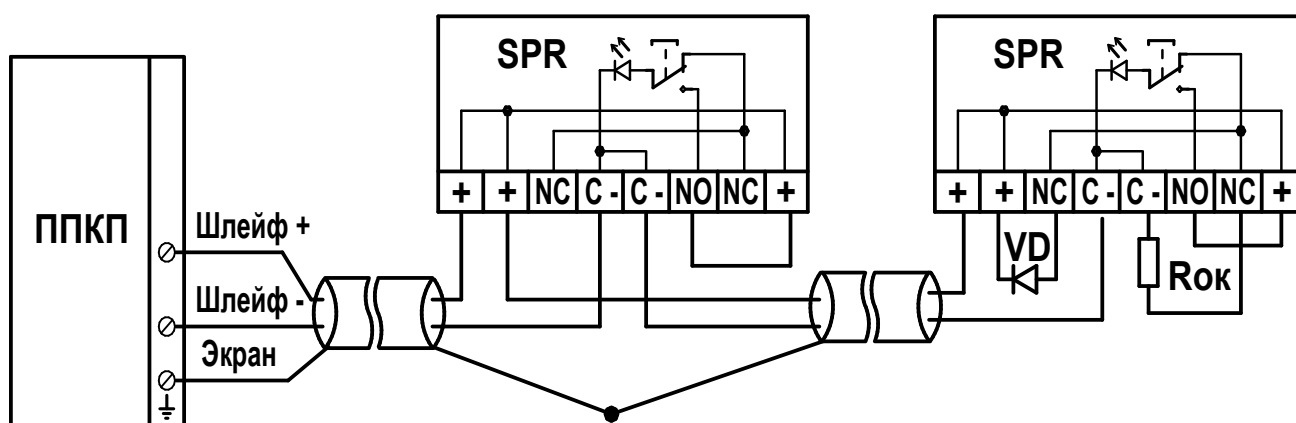 SPR
SPR
+ + NC C - C - NO NC +
+ + NC C - C - NO NC +
ППКП
Шлейф +
Шлейф -
Экран
VD
Rок